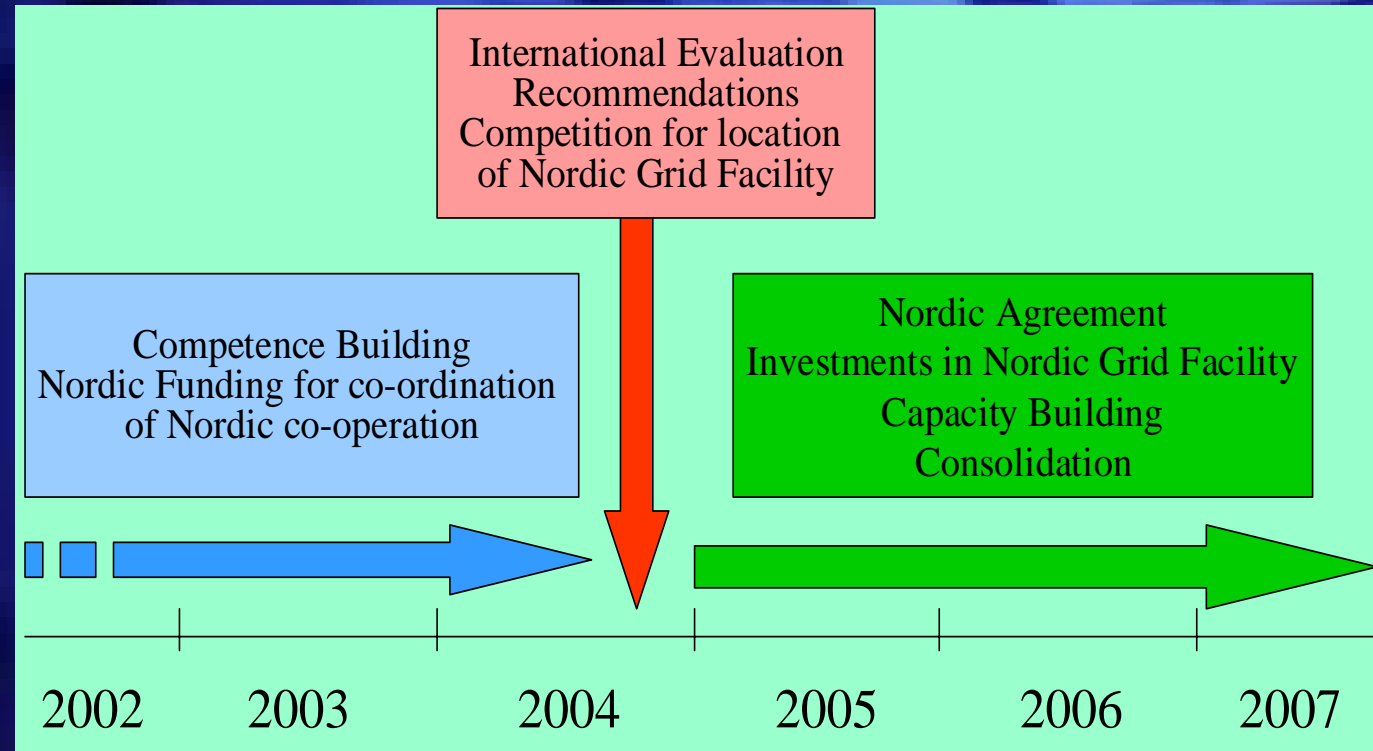 International Evaluation
Recommendations
Competition for location
of Nordic Grid Facility
Competence Building
Nordic Funding for co-ordination
of Nordic co-operation
Nordic Agreement
Investments in Nordic Grid Facility
Capacity Building
Consolidation
2002 2003 2004 2005 2006 2007